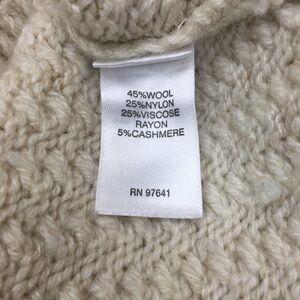 45%WOOL
25%NYLON
25%VISCOSE
RAYON
5%CASHMERE
RN 97641